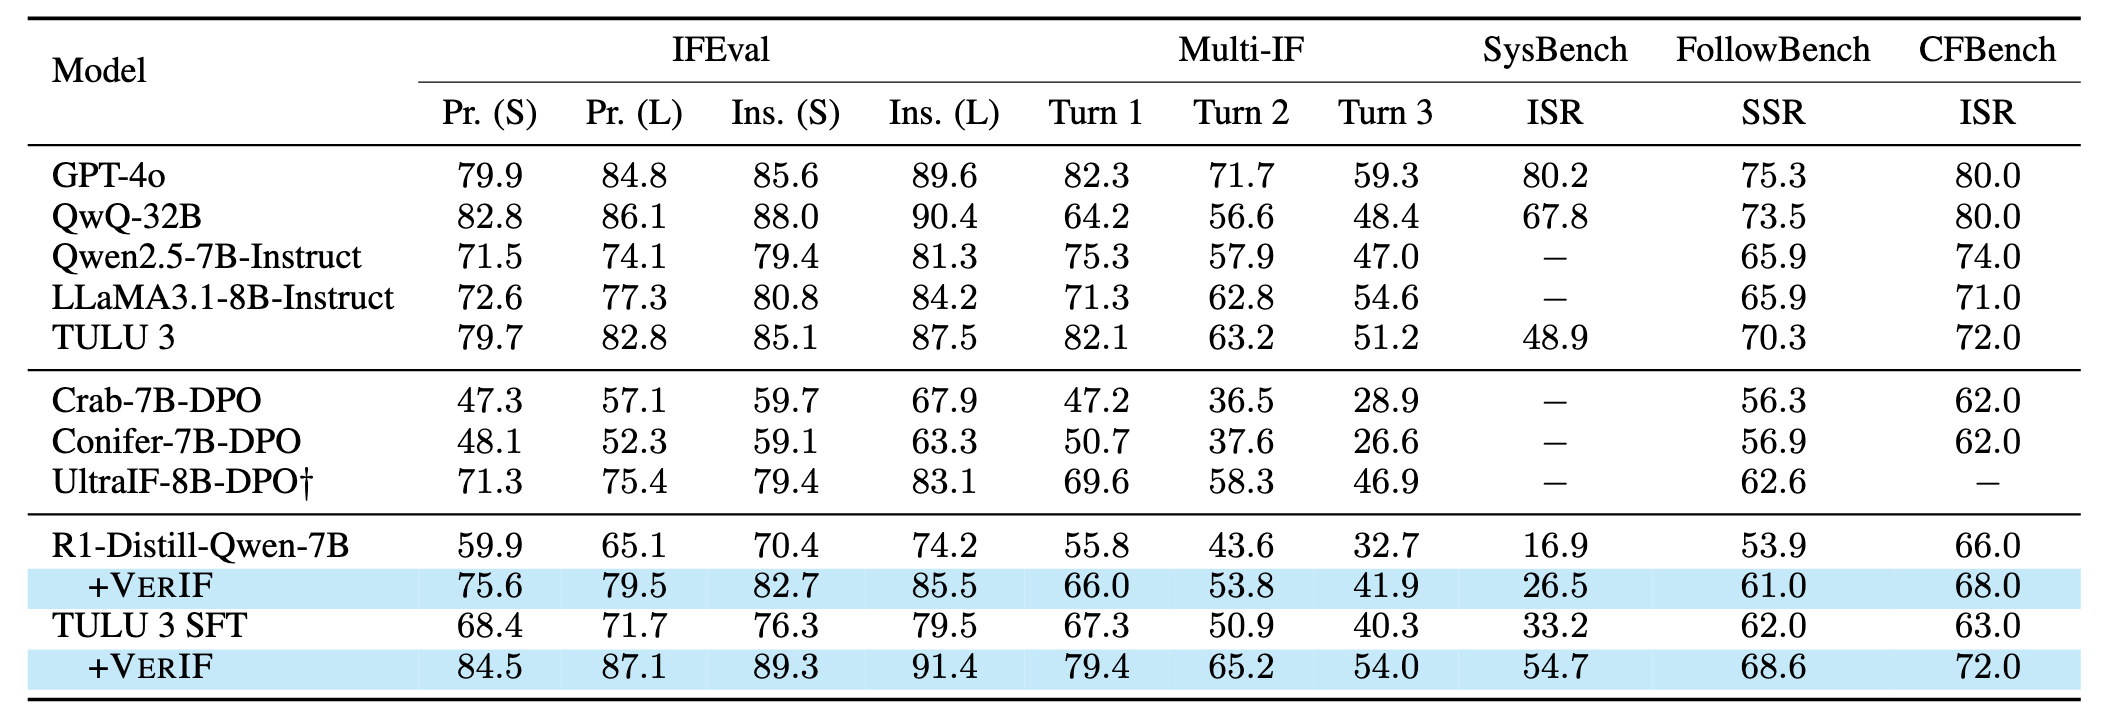 Model IFEval Multi-IF SysBench FollowBench CFBench
Pr. (S) Pr. (L) Ins. (S) Ins. (L) Turn 1 Turn 2 Turn 3 ISR SSR ISR
GPT-4o 79.9 84.8 85.6 89.6 82.3 71.7 59.3 80.2 75.3 80.0
QwQ-32B 82.8 86.1 88.0 90.4 64.2 56.6 48.4 67.8 73.5 80.0
Qwen2.5-7B-Instruct 71.5 74.1 79.4 81.3 75.3 57.9 47.0 – 65.9 74.0
LLaMA3.1-8B-Instruct 72.6 77.3 80.8 84.2 71.3 62.8 54.6 – 65.9 71.0
TULU 3 79.7 82.8 85.1 87.5 82.1 63.2 51.2 48.9 70.3 72.0
Crab-7B-DPO 47.3 57.1 59.7 67.9 47.2 36.5 28.9 – 56.3 62.0
Conifer-7B-DPO 48.1 52.3 59.1 63.3 50.7 37.6 26.6 – 56.9 62.0
UltraIF-8B-DPO† 71.3 75.4 79.4 83.1 69.6 58.3 46.9 – 62.6 –
R1-Distill-Qwen-7B 59.9 65.1 70.4 74.2 55.8 43.6 32.7 16.9 53.9 66.0
+VERIF 75.6 79.5 82.7 85.5 66.0 53.8 41.9 26.5 61.0 68.0
TULU 3 SFT 68.4 71.7 76.3 79.5 67.3 50.9 40.3 33.2 62.0 63.0
+VERIF 84.5 87.1 89.3 91.4 79.4 65.2 54.0 54.7 68.6 72.0